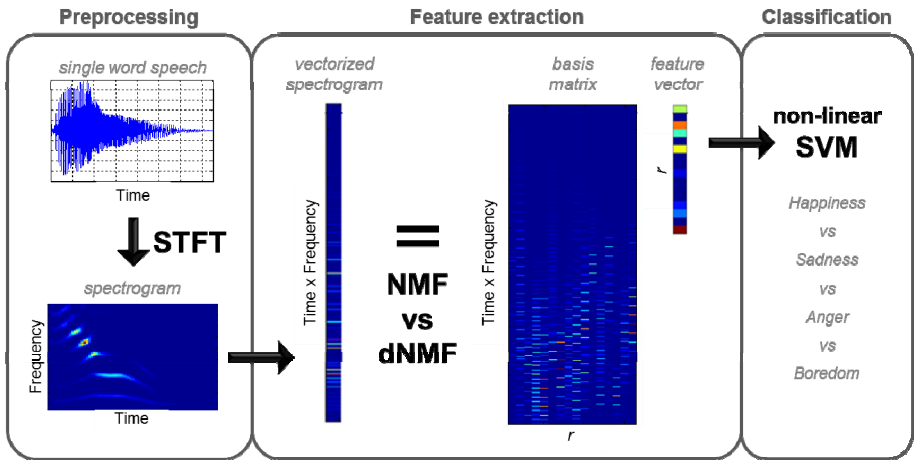 Preprocessing
single word speech
Time
STFT
spectrogram
Frequency
Time
Feature extraction
vectorized
spectrogram
Time x Frequency
=
NMF
vs
dNMF
basis
matrix
Time x Frequency
r
feature
vector
r
Classification
non-linear
SVM
Happiness
vs
Sadness
vs
Anger
vs
Boredom